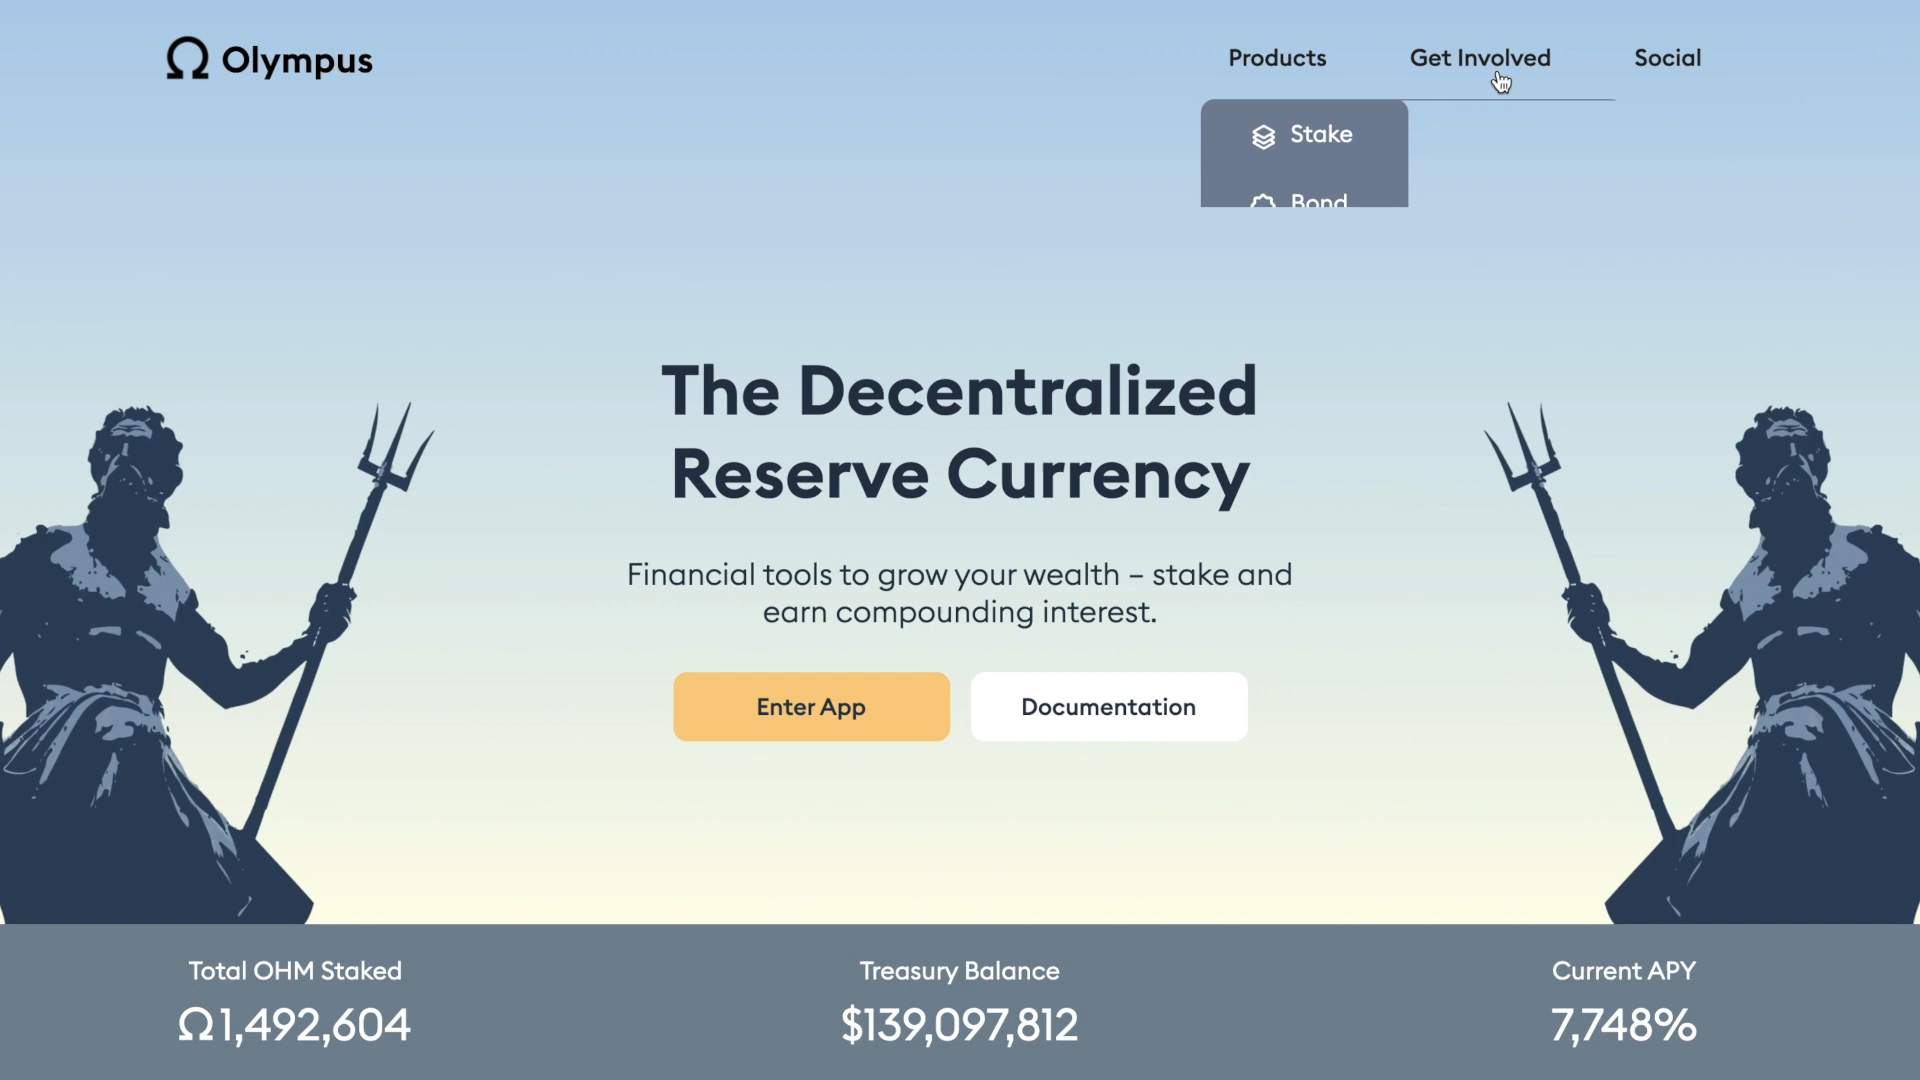 Olympus
Products
Get Involved
Social
Stake
Bond
The Decentralized
Reserve Currency
Financial tools to grow your wealth – stake and
earn compounding interest.
Enter App
Documentation
Total OHM Staked
Treasury Balance
Current APY
Ω1,492,604
$139,097,812
7,748%